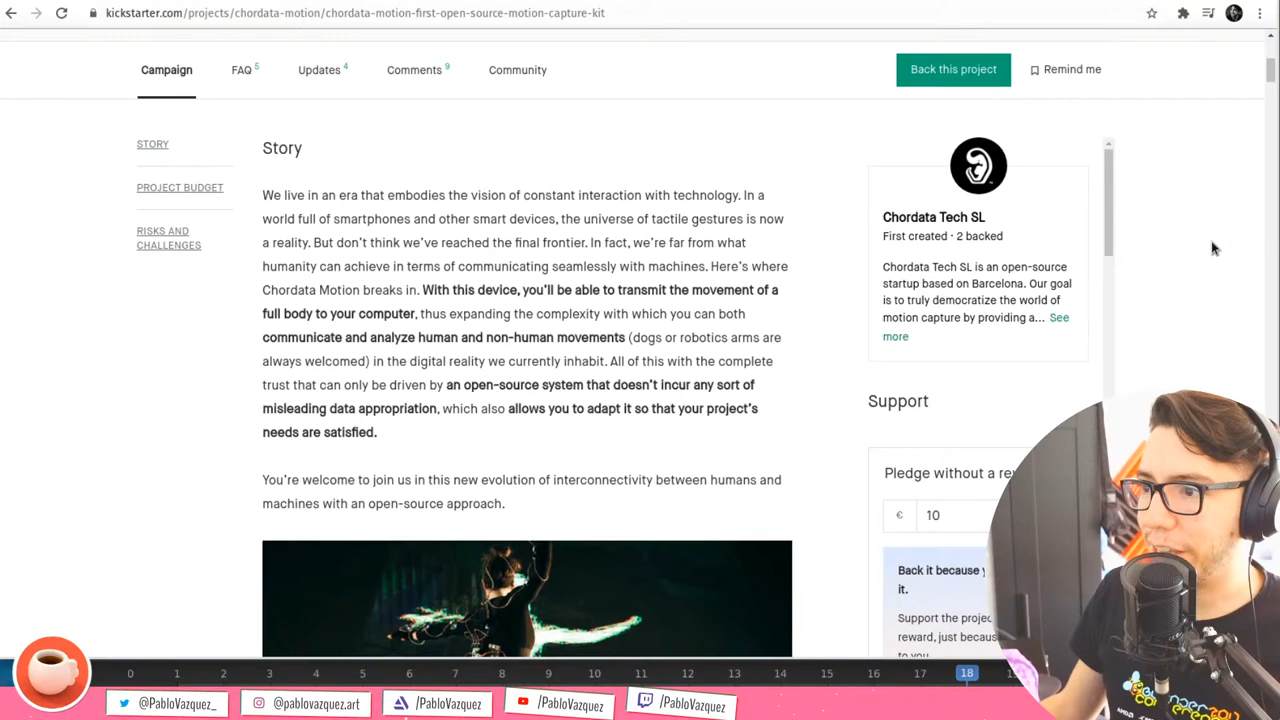 kickstarter.com/projects/chordata-motion/chordata-motion-first-open-source-motion-capture-kit
Campaign
FAQ 5
Updates 4
Comments 9
Community
Back this project
Remind me
STORY
PROJECT BUDGET
RISKS AND
CHALLENGES
Story
We live in an era that embodies the vision of constant interaction with technology. In a
world full of smartphones and other smart devices, the universe of tactile gestures is now
a reality. But don’t think we’ve reached the final frontier. In fact, we’re far from what
humanity can achieve in terms of communicating seamlessly with machines. Here’s where
Chordata Motion breaks in. With this device, you’ll be able to transmit the movement of a
full body to your computer, thus expanding the complexity with which you can both
communicate and analyze human and non-human movements (dogs or robotics arms are
always welcomed) in the digital reality we currently inhabit. All of this with the complete
trust that can only be driven by an open-source system that doesn’t incur any sort of
misleading data appropriation, which also allows you to adapt it so that your project’s
needs are satisfied.
You’re welcome to join us in this new evolution of interconnectivity between humans and
machines with an open-source approach.
Chordata Tech SL
First created · 2 backed
Chordata Tech SL is an open-source
startup based on Barcelona. Our goal
is to truly democratize the world of
motion capture by providing a... See
more
Support
Pledge without a
€ 10
Back it because
it.
Support the
reward, just
to you.
0 1 2 3 4 5 6 7 8 9 10 11 12 13 14 15 16 17 18
@PabloVazquez_
@pablovazquez.art
/PabloVazquez
/PabloVazquez
/PabloVazquez